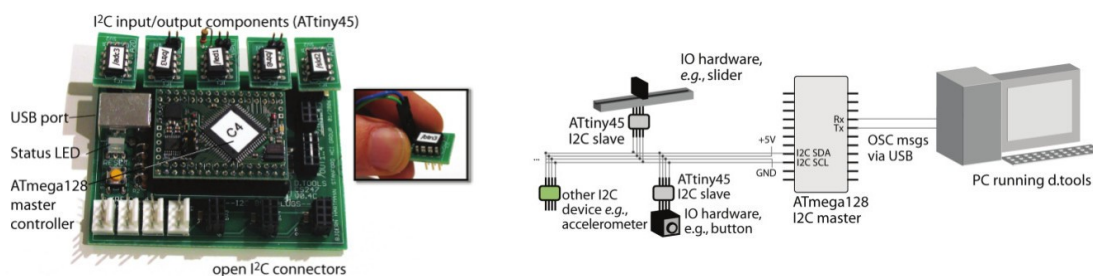 I²C input/output components (ATtiny45)
USB port
Status LED
ATmega128
master
controller
C4
open I²C connectors
IO hardware,
e.g., slider
ATtiny45
I²C slave
+5V
...
I2C SDA
I2C SCL
GND
Rx
Tx
OSC msgs
via USB
other I2C
device e.g.,
accelerometer
ATtiny45
I²C slave
IO hardware,
e.g., button
ATmega128
I²C master
PC running d.tools